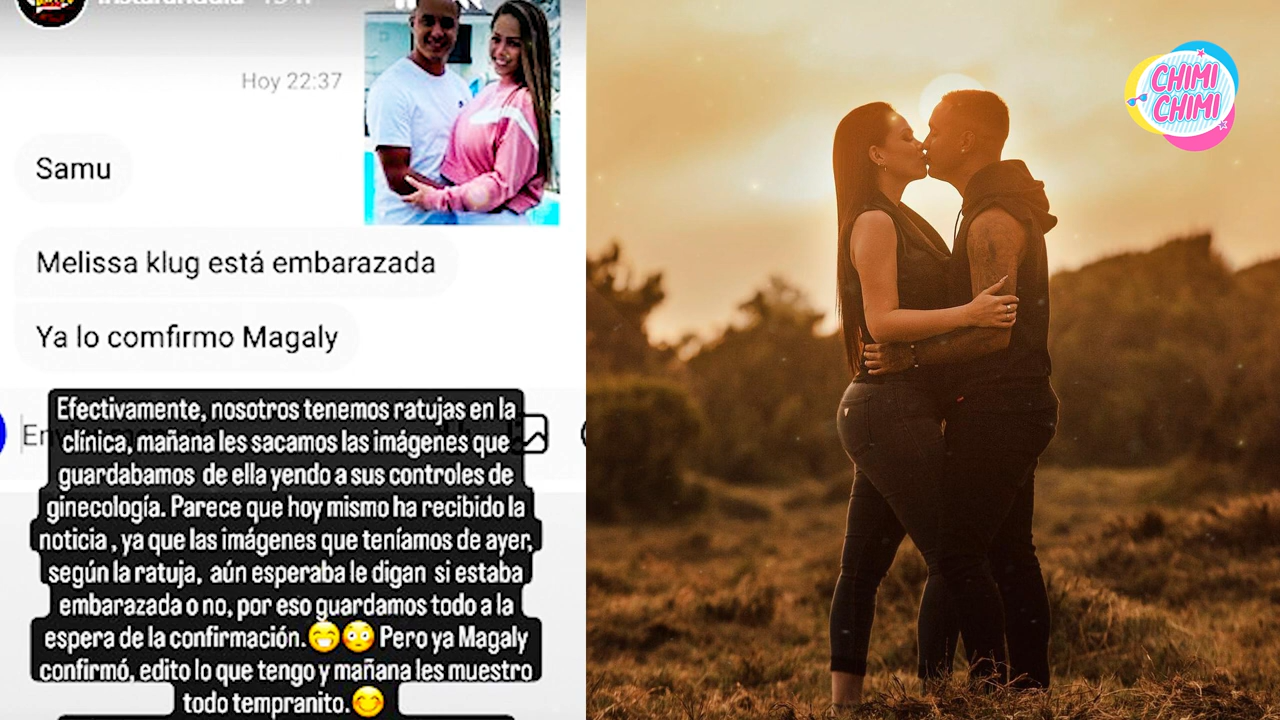 Hoy 22:37
Samu
Melissa klug está embarazada
Ya lo comfirmo Magaly
Efectivamente, nosotros tenemos ratujas en la
clínica, mañana les sacamos las imágenes que
guardabamos de ella yendo a sus controles de
ginecología. Parece que hoy mismo ha recibido la
noticia , ya que las imágenes que teníamos de ayer,
según la ratuja, aún esperaba le digan si estaba
embarazada o no, por eso guardamos todo a la
espera de la confirmación.😁😳 Pero ya Magaly
confirmó, edito lo que tengo y mañana les muestro
todo tempranito.😊
CHIMI
CHIMI